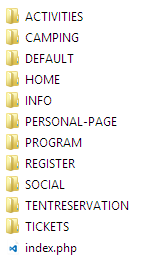 ACTIVITIES
CAMPING
DEFAULT
HOME
INFO
PERSONAL-PAGE
PROGRAM
REGISTER
SOCIAL
TENTRESERVATION
TICKETS
index.php